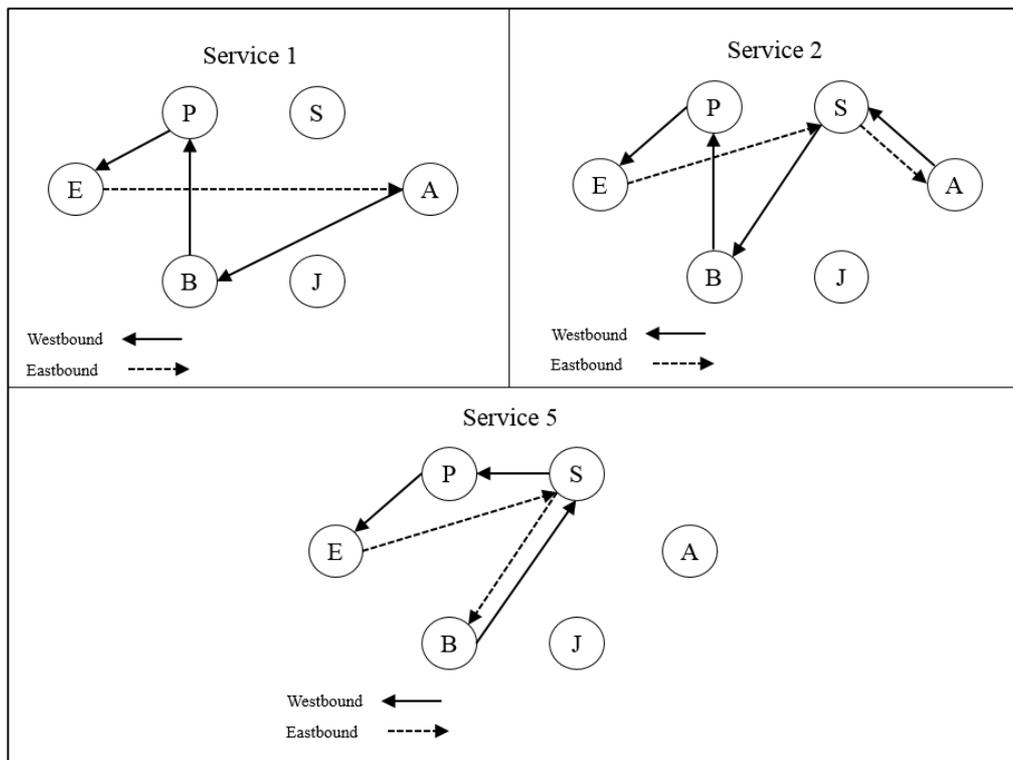 Service 1
P
S
E
A
B
J
Westbound
Eastbound
Service 2
P
S
E
A
B
J
Westbound
Eastbound
Service 5
P
S
E
A
B
J
Westbound
Eastbound